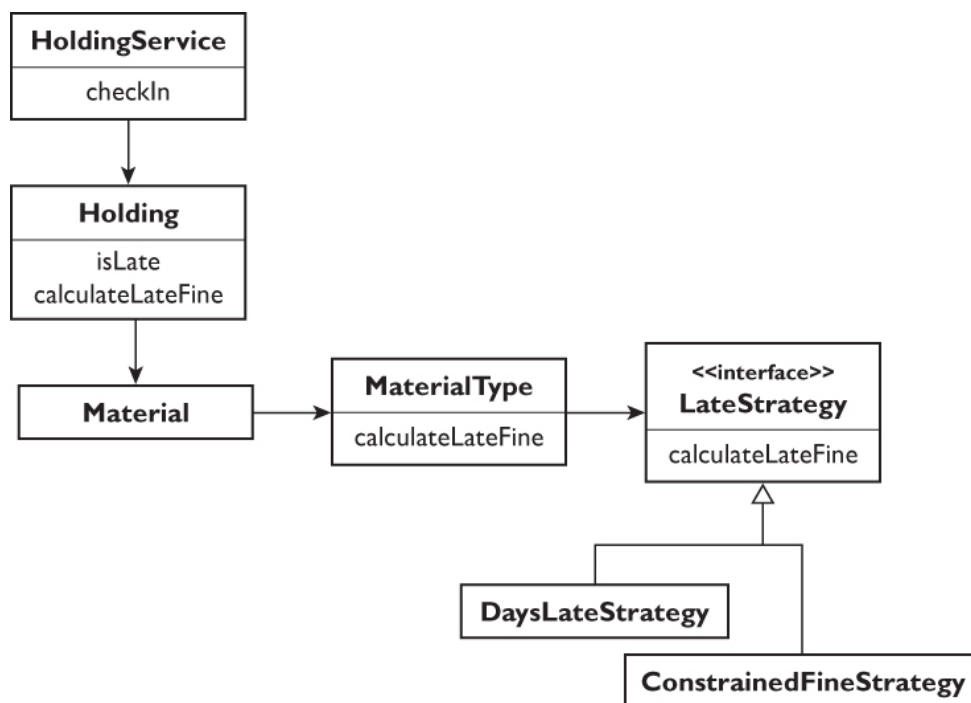 HoldingService
checkIn
Holding
isLate
calculateLateFine
Material
MaterialType
calculateLateFine
<<interface>>
LateStrategy
calculateLateFine
DaysLateStrategy
ConstrainedFineStrategy